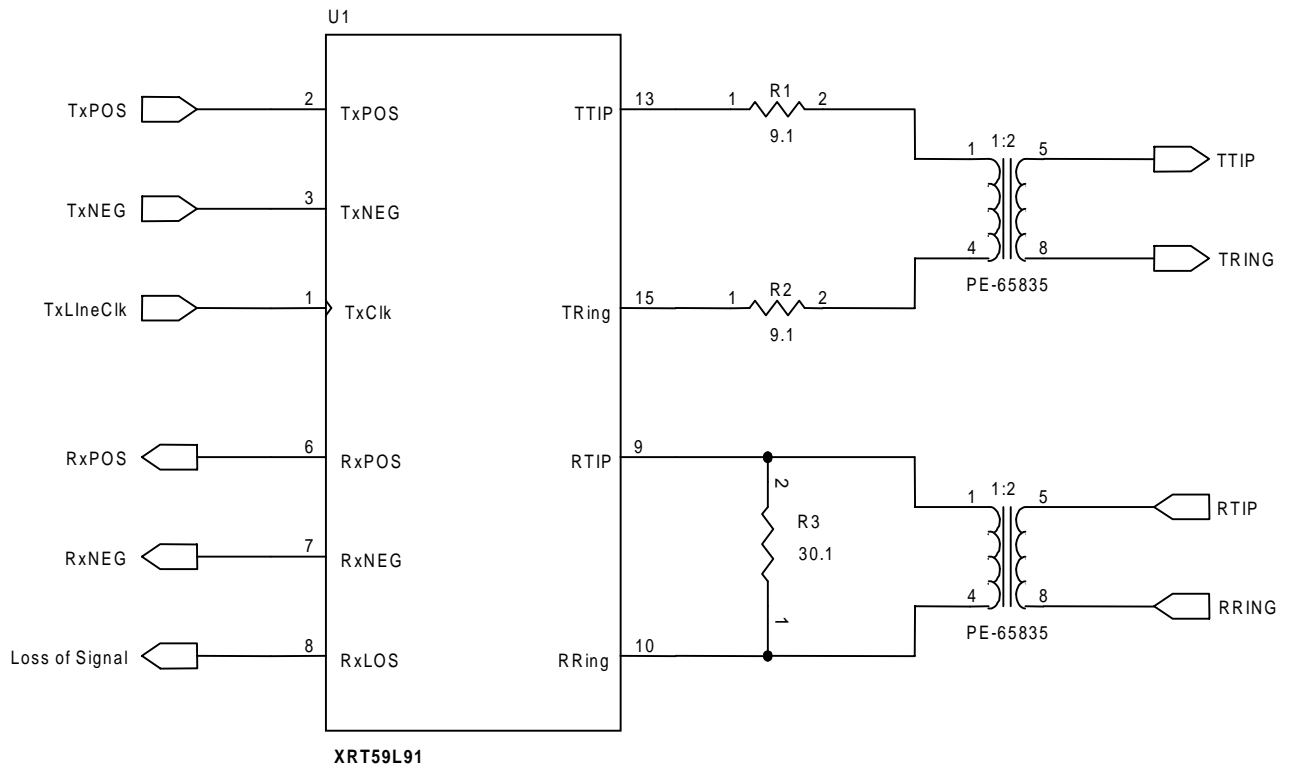 U1
TxPOS
2
TxPOS
TTIP
13
1
R1
2
9.1
1
1:2
5
TTIP
TxNEG
3
TxNEG
4
8
TRING
PE-65835
TxLIneClk
1
TxClk
TRing
15
1
R2
2
9.1
RxPOS
6
RxPOS
RTIP
9
2
R3
30.1
1
1
1:2
5
RTIP
RxNEG
7
RxNEG
4
8
RRING
PE-65835
Loss of Signal
8
RxLOS
RRing
10
XRT59L91